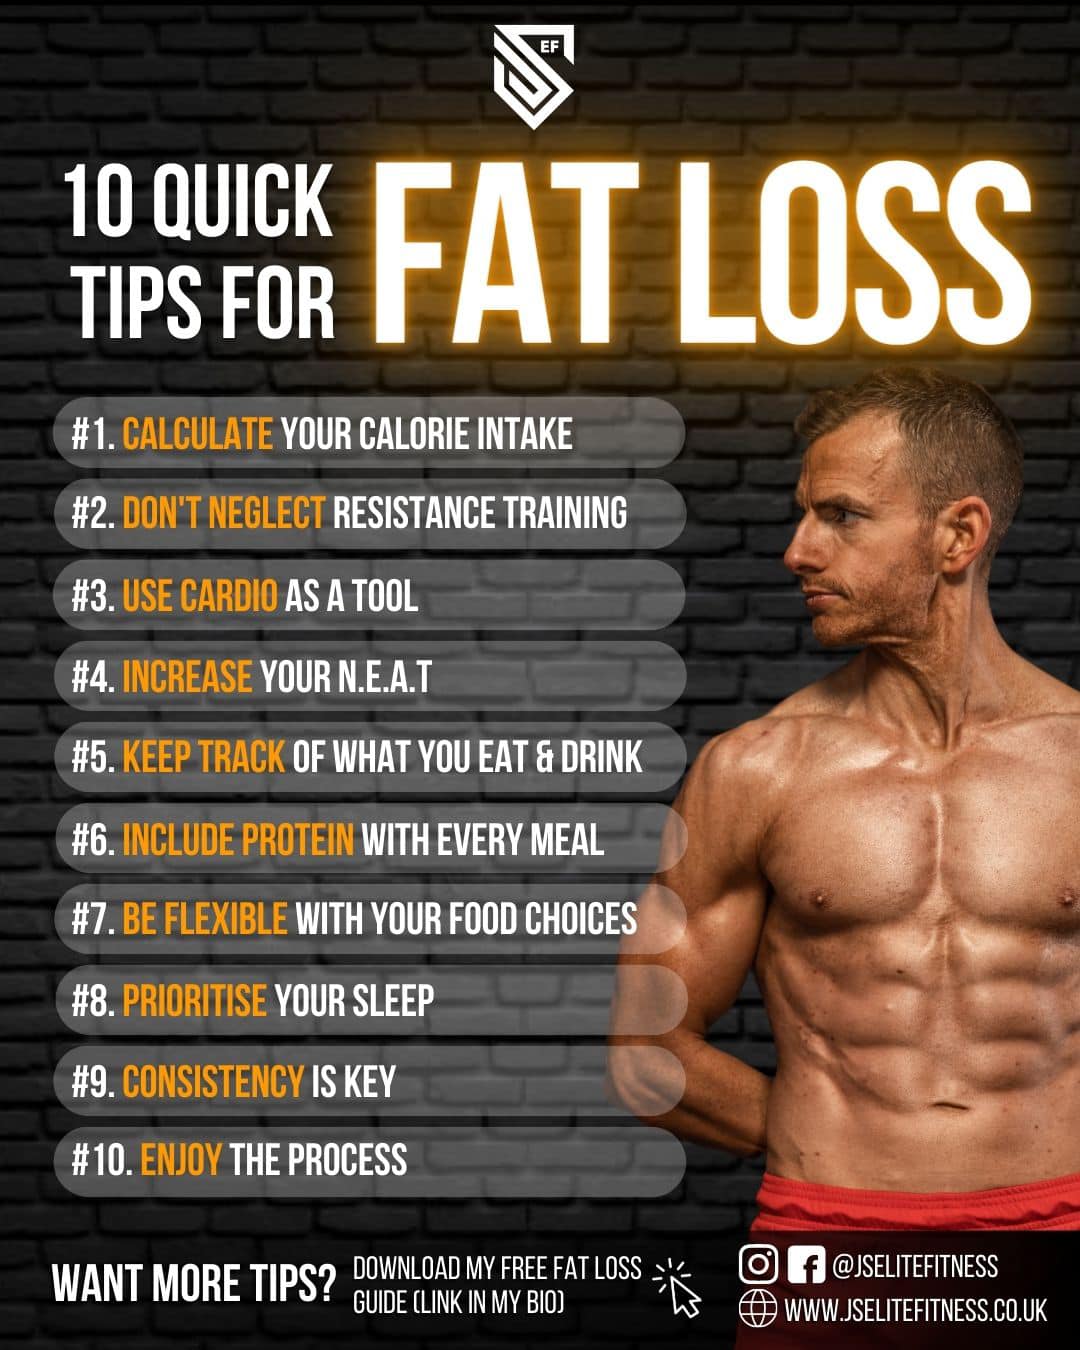 EF
10 QUICK
TIPS FOR
FAT LOSS
#1. CALCULATE YOUR CALORIE INTAKE
#2. DON'T NEGLECT RESISTANCE TRAINING
#3. USE CARDIO AS A TOOL
#4. INCREASE YOUR N.E.A.T
#5. KEEP TRACK OF WHAT YOU EAT & DRINK
#6. INCLUDE PROTEIN WITH EVERY MEAL
#7. BE FLEXIBLE WITH YOUR FOOD CHOICES
#8. PRIORITISE YOUR SLEEP
#9. CONSISTENCY IS KEY
#10. ENJOY THE PROCESS
WANT MORE TIPS?
DOWNLOAD MY FREE FAT LOSS
GUIDE (LINK IN MY BIO)
@JSELITEFITNESS
WWW.JSELITEFITNESS.CO.UK